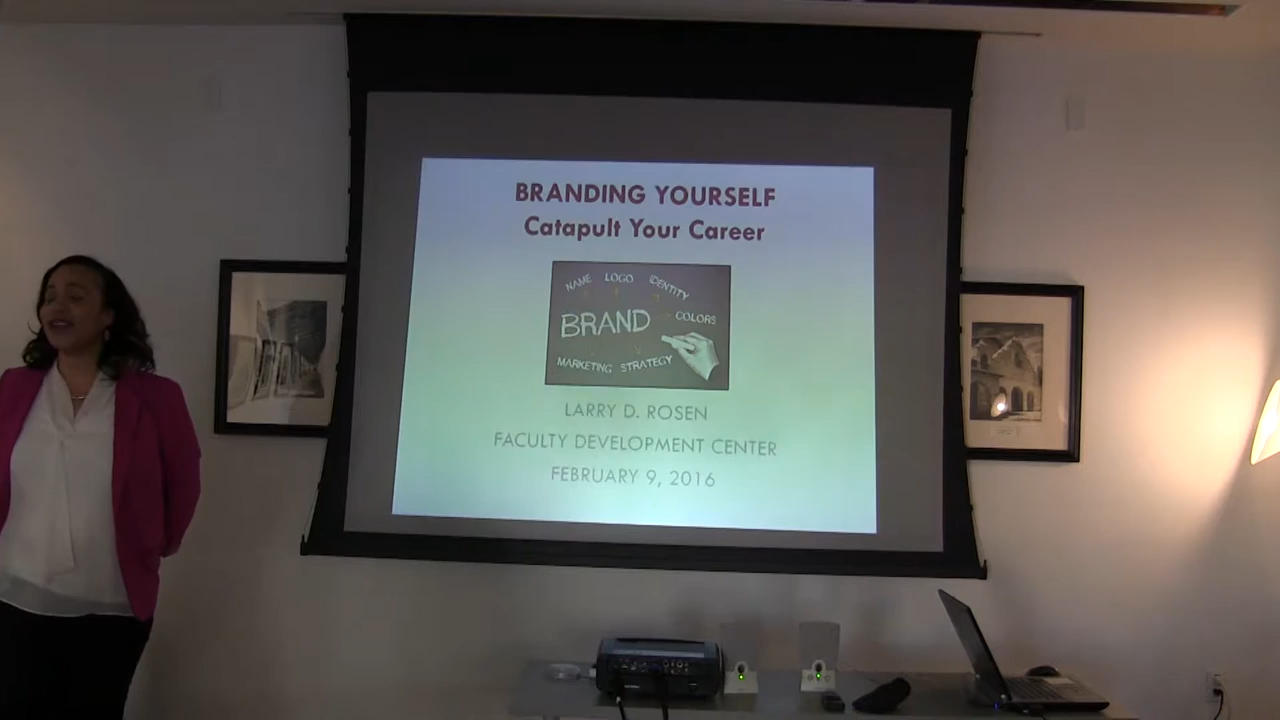 BRANDING YOURSELF
Catapult Your Career
NAME LOGO IDENTITY
BRAND COLORS
MARKETING STRATEGY
LARRY D. ROSEN
FACULTY DEVELOPMENT CENTER
FEBRUARY 9, 2016